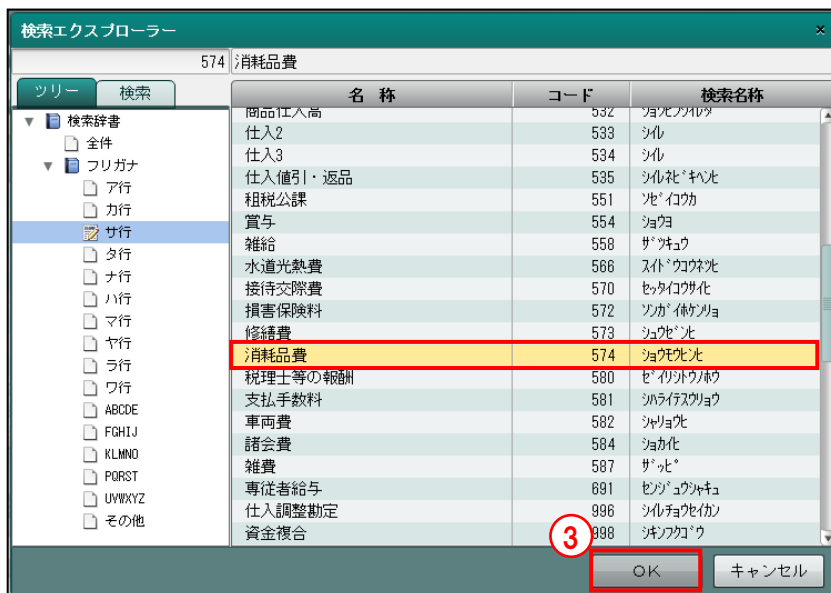 検索エクスプローラー ×
574 消耗品費
ツリー 検索
検索辞書
全件
フリガナ
ア行
カ行
サ行
タ行
ナ行
ハ行
マ行
ヤ行
ラ行
ワ行
ABCDE
FGHIJ
KLMNO
PQRST
UVWXYZ
その他
名 称 コード 検索名称
商品仕入高 532 ｼｮｳﾋﾝｼｲﾚﾀﾞ
仕入2 533 ｼｲﾚ
仕入3 534 ｼｲﾚ
仕入値引・返品 535 ｼｲﾚﾈﾋﾞｷﾍﾝﾋ
租税公課 551 ｿｾﾞｲｺｳｶ
賞与 554 ｼｮｳﾖ
雑給 558 ｻﾞﾂｷｭｳ
水道光熱費 566 ｽｲﾄﾞｳｺｳﾈﾂﾋ
接待交際費 570 ｾｯﾀｲｺｳｻｲﾋ
損害保険料 572 ｿﾝｶﾞｲﾎｹﾝﾘｮ
修繕費 573 ｼｭｳｾﾞﾝﾋ
消耗品費 574 ｼｮｳﾓｳﾋﾝﾋ
税理士等の報酬 580 ｾﾞｲﾘｼﾄｳﾉﾎｳ
支払手数料 581 ｼﾊﾗｲﾃｽｳﾘｮｳ
車両費 582 ｼｬﾘｮｳﾋ
諸会費 584 ｼｮｶｲﾋ
雑費 587 ｻﾞｯﾋﾟ
専従者給与 691 ｾﾝｼﾞｭｳｼｬｷｭ
仕入調整勘定 996 ｼｲﾚﾁｮｳｾｲｶﾝ
資金複合 998 ｼｷﾝﾌｸｺﾞｳ
③
OK キャンセル